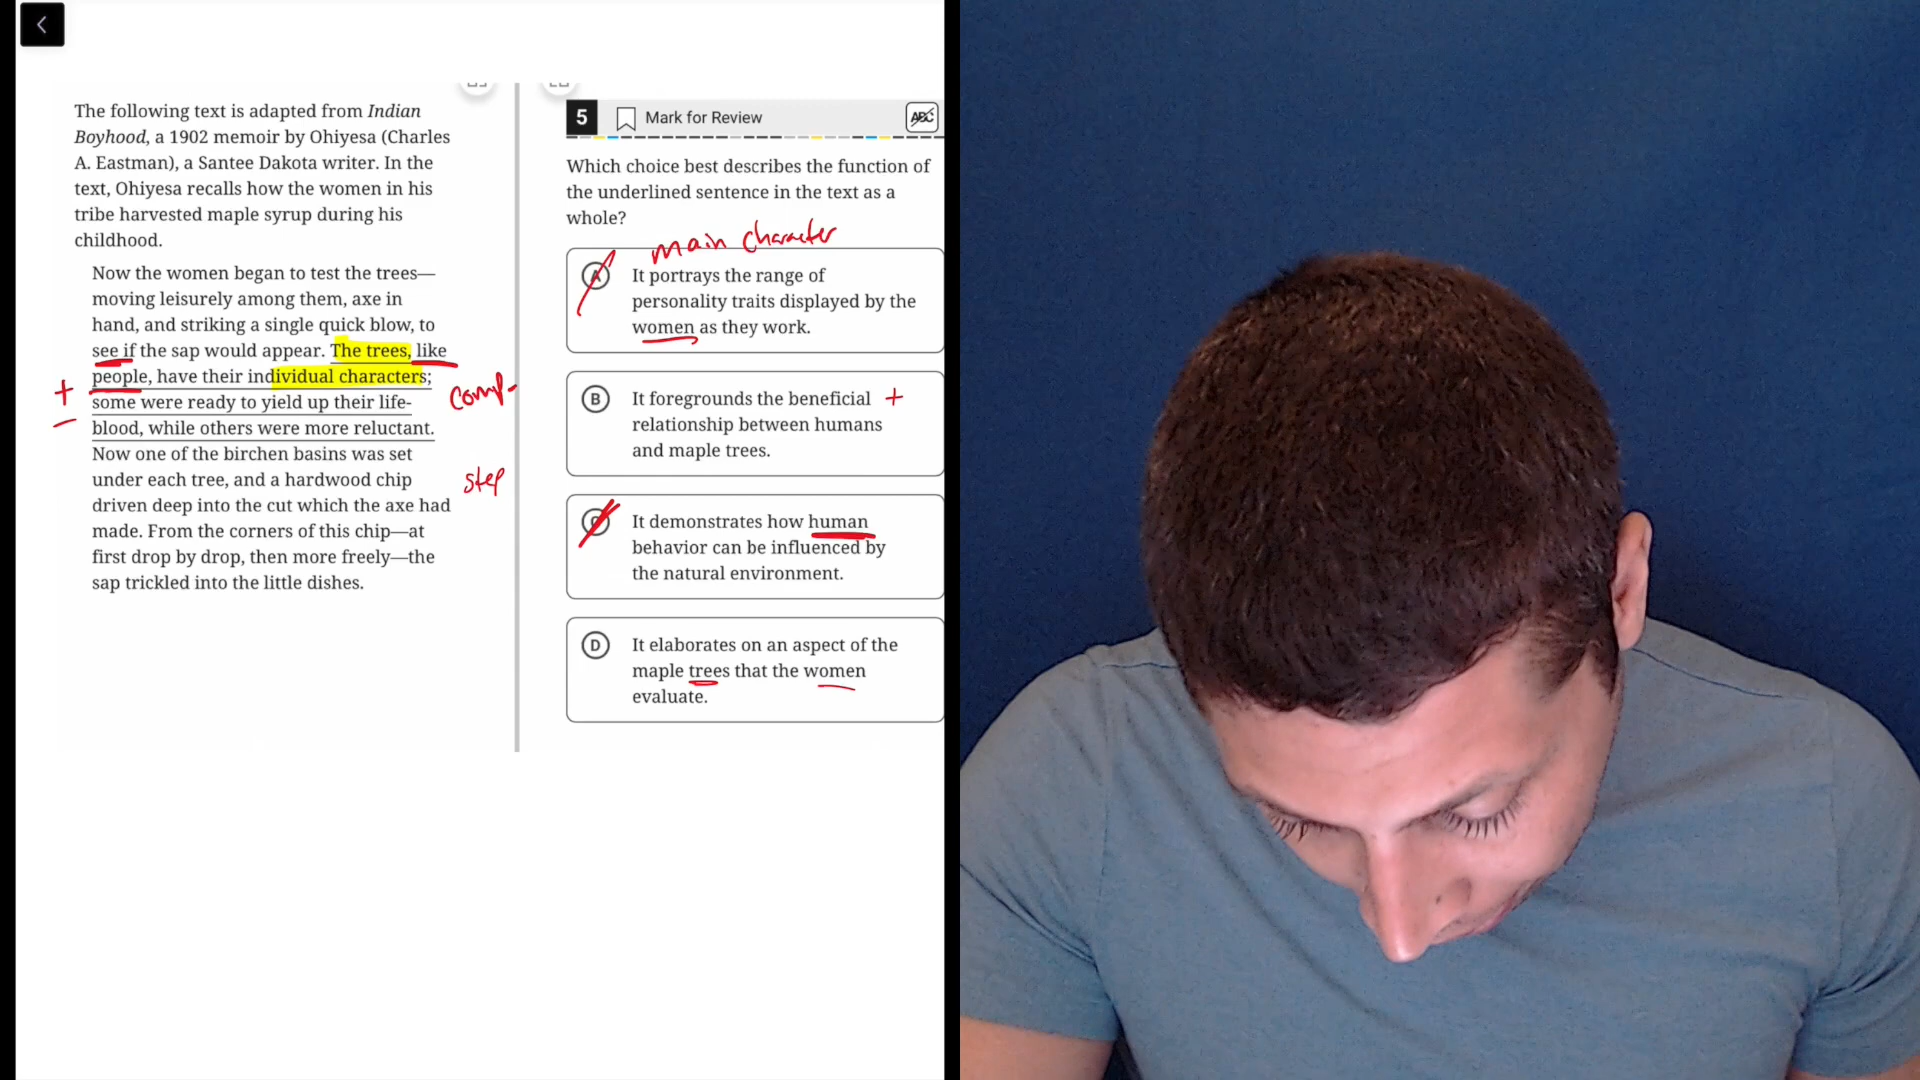 The following text is adapted from Indian
Boyhood, a 1902 memoir by Ohiyesa (Charles
A. Eastman), a Santee Dakota writer. In the
text, Ohiyesa recalls how the women in his
tribe harvested maple syrup during his
childhood.
Now the women began to test the trees—
moving leisurely among them, axe in
hand, and striking a single quick blow, to
see if the sap would appear. The trees, like
people, have their individual characters;
some were ready to yield up their life-
blood, while others were more reluctant.
Now one of the birchen basins was set
under each tree, and a hardwood chip
driven deep into the cut which the axe had
made. From the corners of this chip—at
first drop by drop, then more freely—the
sap trickled into the little dishes.
+
−
comp-
step
5 Mark for Review ABC
Which choice best describes the function of
the underlined sentence in the text as a
whole?
main character
A It portrays the range of
personality traits displayed by the
women as they work.
B It foregrounds the beneficial +
relationship between humans
and maple trees.
C It demonstrates how human
behavior can be influenced by
the natural environment.
D It elaborates on an aspect of the
maple trees that the women
evaluate.